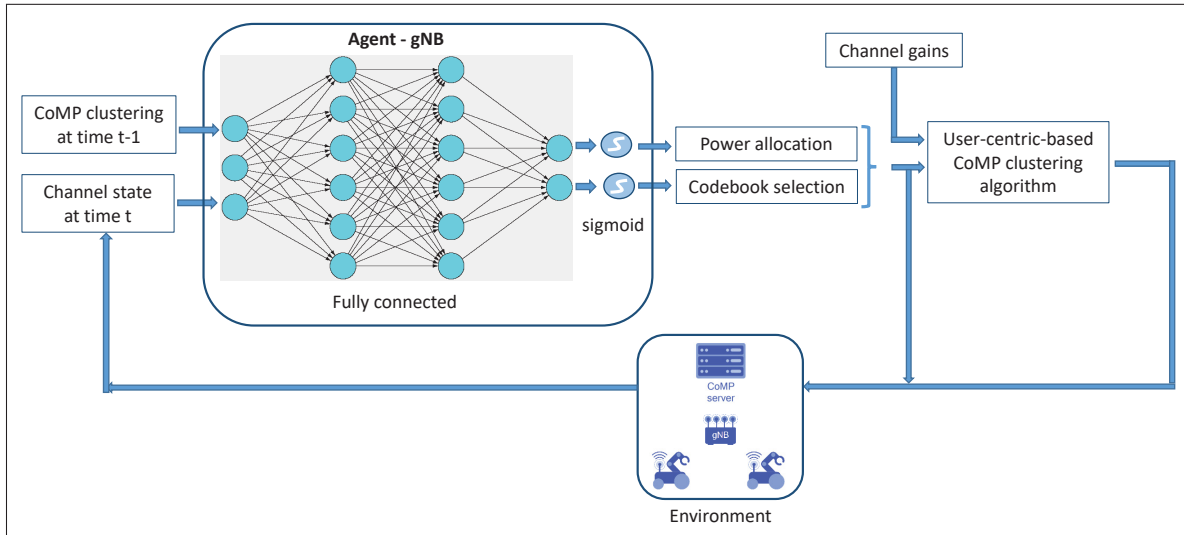 Agent - gNB
Channel gains
CoMP clustering
at time t-1
Power allocation
User-centric-based
CoMP clustering
algorithm
Channel state
at time t
Codebook selection
sigmoid
Fully connected
CoMP
server
gNB
Environment